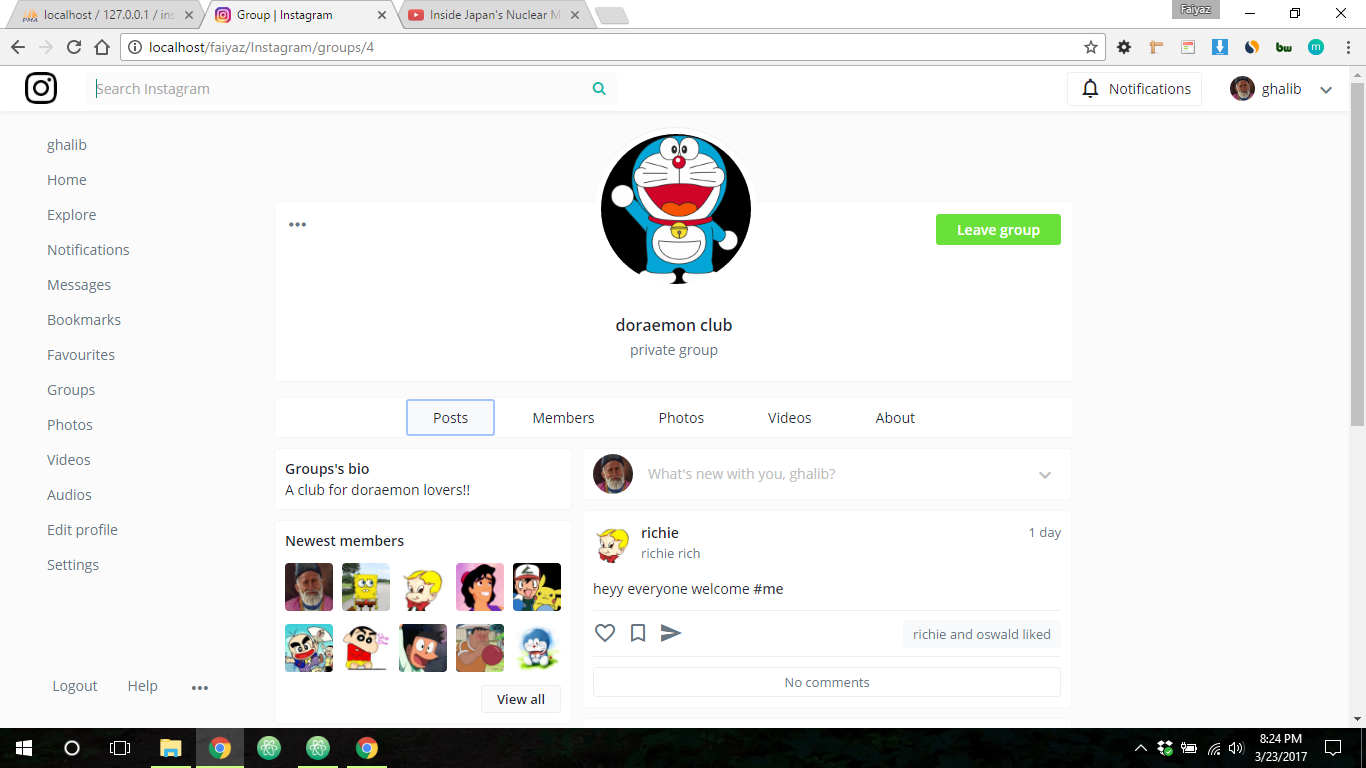 localhost / 127.0.0.1 / ins
Group | Instagram
Inside Japan's Nuclear M
Faiyaz
localhost/faiyaz/Instagram/groups/4
bw
m
Search Instagram
Notifications
ghalib
ghalib
Home
Explore
Notifications
Messages
Bookmarks
Favourites
Groups
Photos
Videos
Audios
Edit profile
Settings
Logout
Help
Leave group
doraemon club
private group
Posts
Members
Photos
Videos
About
Groups's bio
A club for doraemon lovers!!
Newest members
View all
What's new with you, ghalib?
richie
1 day
richie rich
heyy everyone welcome #me
richie and oswald liked
No comments
8:24 PM
3/23/2017